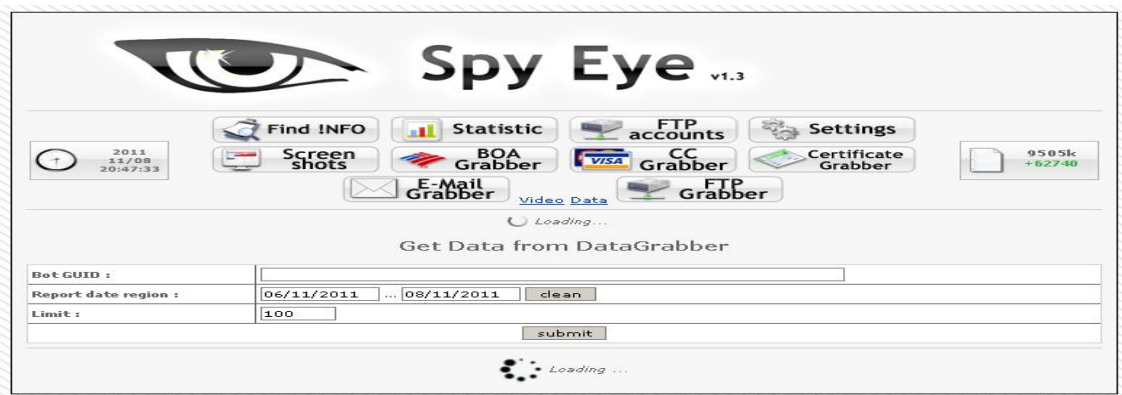 Spy Eye v1.3
Find !NFO
Statistic
FTP
accounts
Settings
2011
11/08
20:47:33
Screen
shots
BOA
Grabber
VISA
CC
Grabber
Certificate
Grabber
9505k
+62740
E-Mail
Grabber
Video Data
FTP
Grabber
Loading...
Get Data from DataGrabber
Bot GUID :
Report date region : 06/11/2011 ... 08/11/2011 clean
Limit : 100
submit
Loading ...